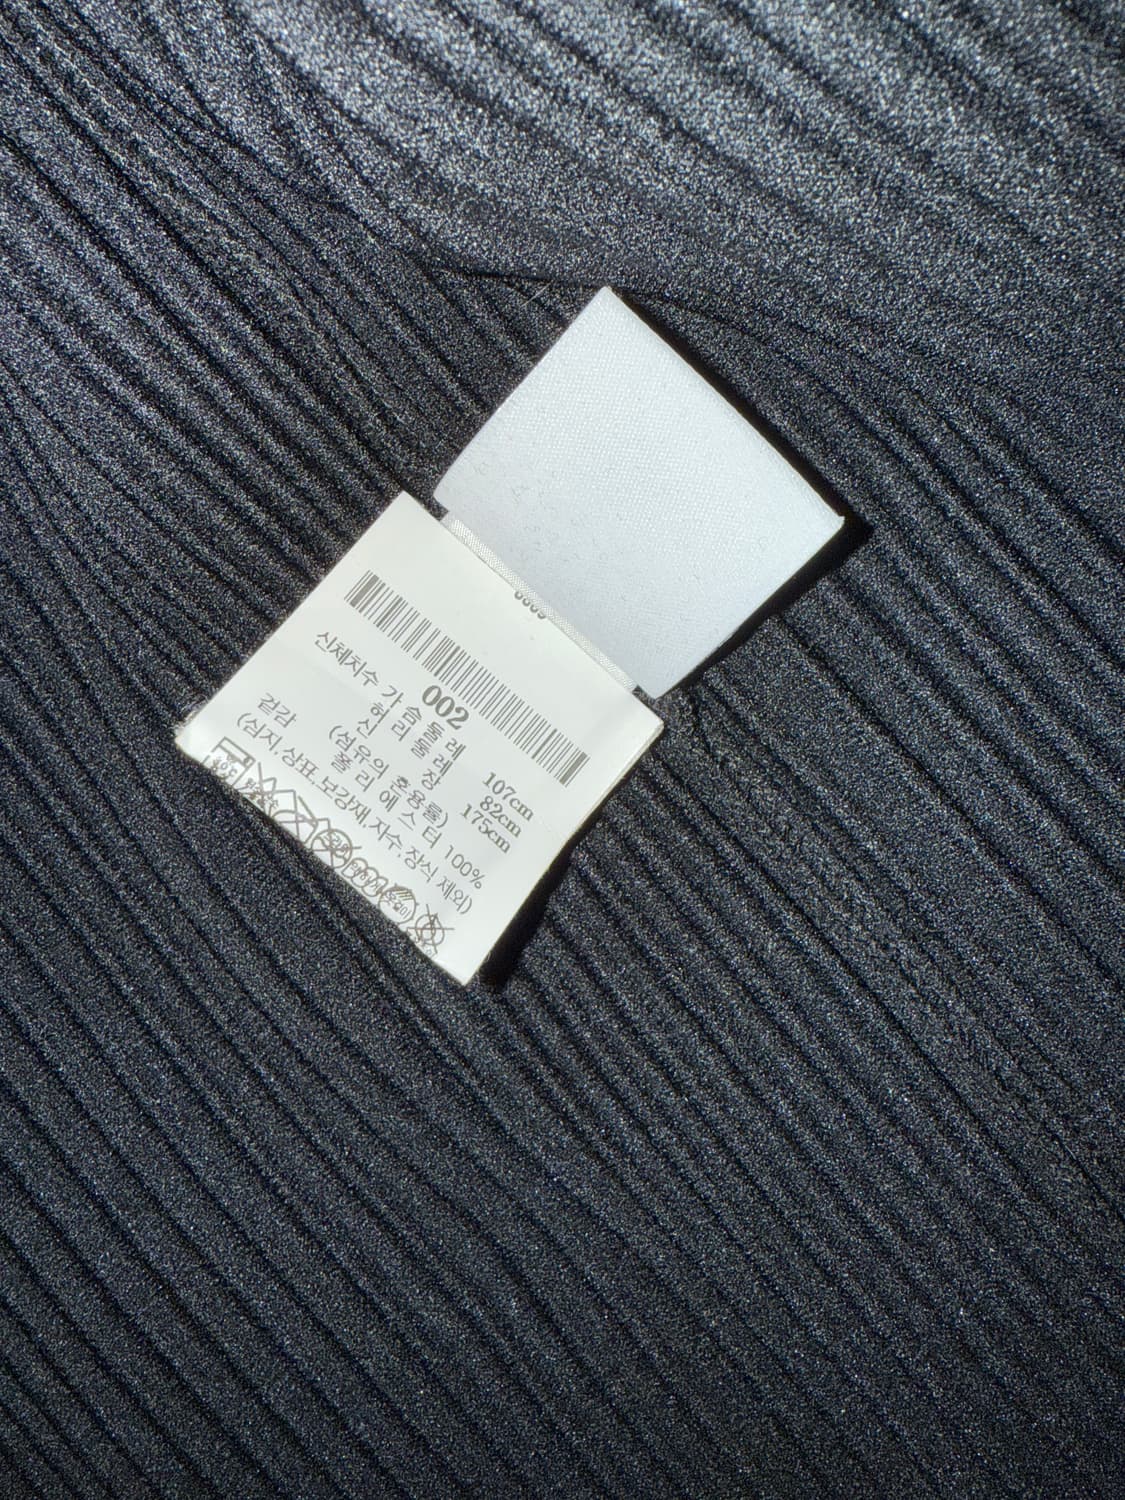 002
신체치수 가슴둘레 107cm
허리둘레 82cm
신장 175cm
(섬유의 혼용률)
겉감 폴리에스터 100%
(심지,상표,보강재,자수,장식 제외)